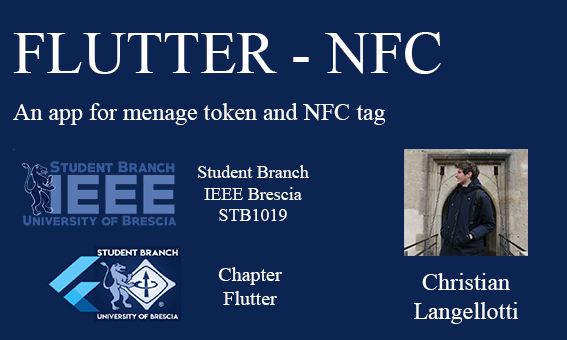 FLUTTER - NFC
An app for menage token and NFC tag
STUDENT BRANCH
IEEE
UNIVERSITY OF BRESCIA
Student Branch
IEEE Brescia
STB1019
STUDENT BRANCH
UNIVERSITY OF BRESCIA
Chapter
Flutter
Christian
Langellotti